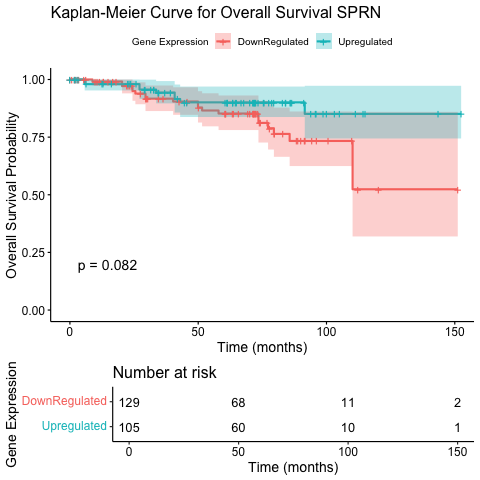 Kaplan-Meier Curve for Overall Survival SPRN
Gene Expression DownRegulated Upregulated
Overall Survival Probability
1.00
0.75
0.50
0.25
0.00
p = 0.082
0 50 100 150
Time (months)
Number at risk
Gene Expression
DownRegulated 129 68 11 2
Upregulated 105 60 10 1
0 50 100 150
Time (months)